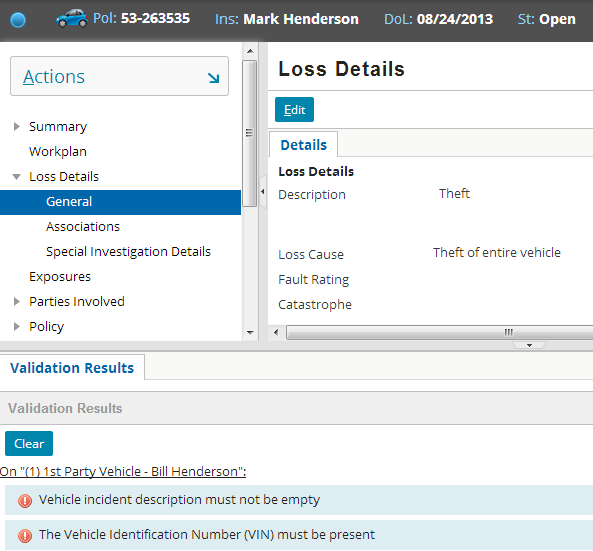 Pol: 53-263535 Ins: Mark Henderson DoL: 08/24/2013 St: Open
Actions
Summary
Workplan
Loss Details
General
Associations
Special Investigation Details
Exposures
Parties Involved
Policy
Loss Details
Edit
Details
Loss Details
Description Theft
Loss Cause Theft of entire vehicle
Fault Rating
Catastrophe
Validation Results
Validation Results
Clear
On "(1) 1st Party Vehicle - Bill Henderson":
Vehicle incident description must not be empty
The Vehicle Identification Number (VIN) must be present